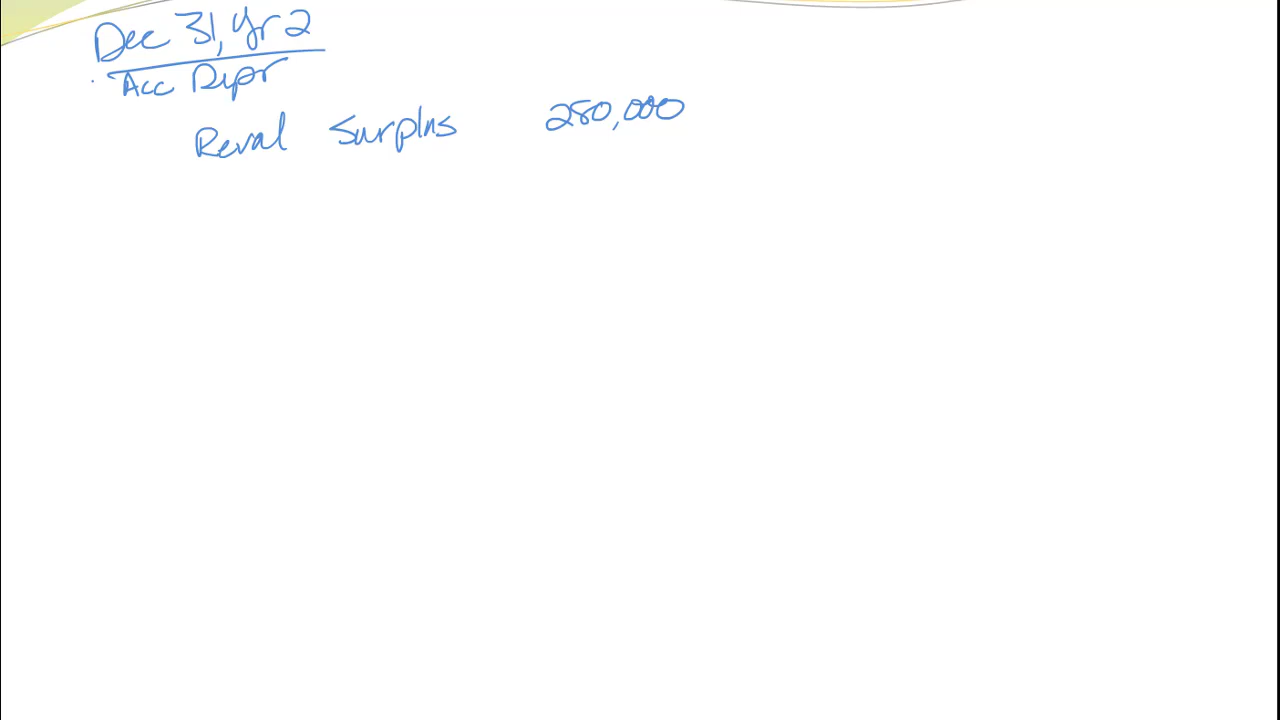 Dec 31, Yr 2
Acc Depr
Reval Surplus 280,000